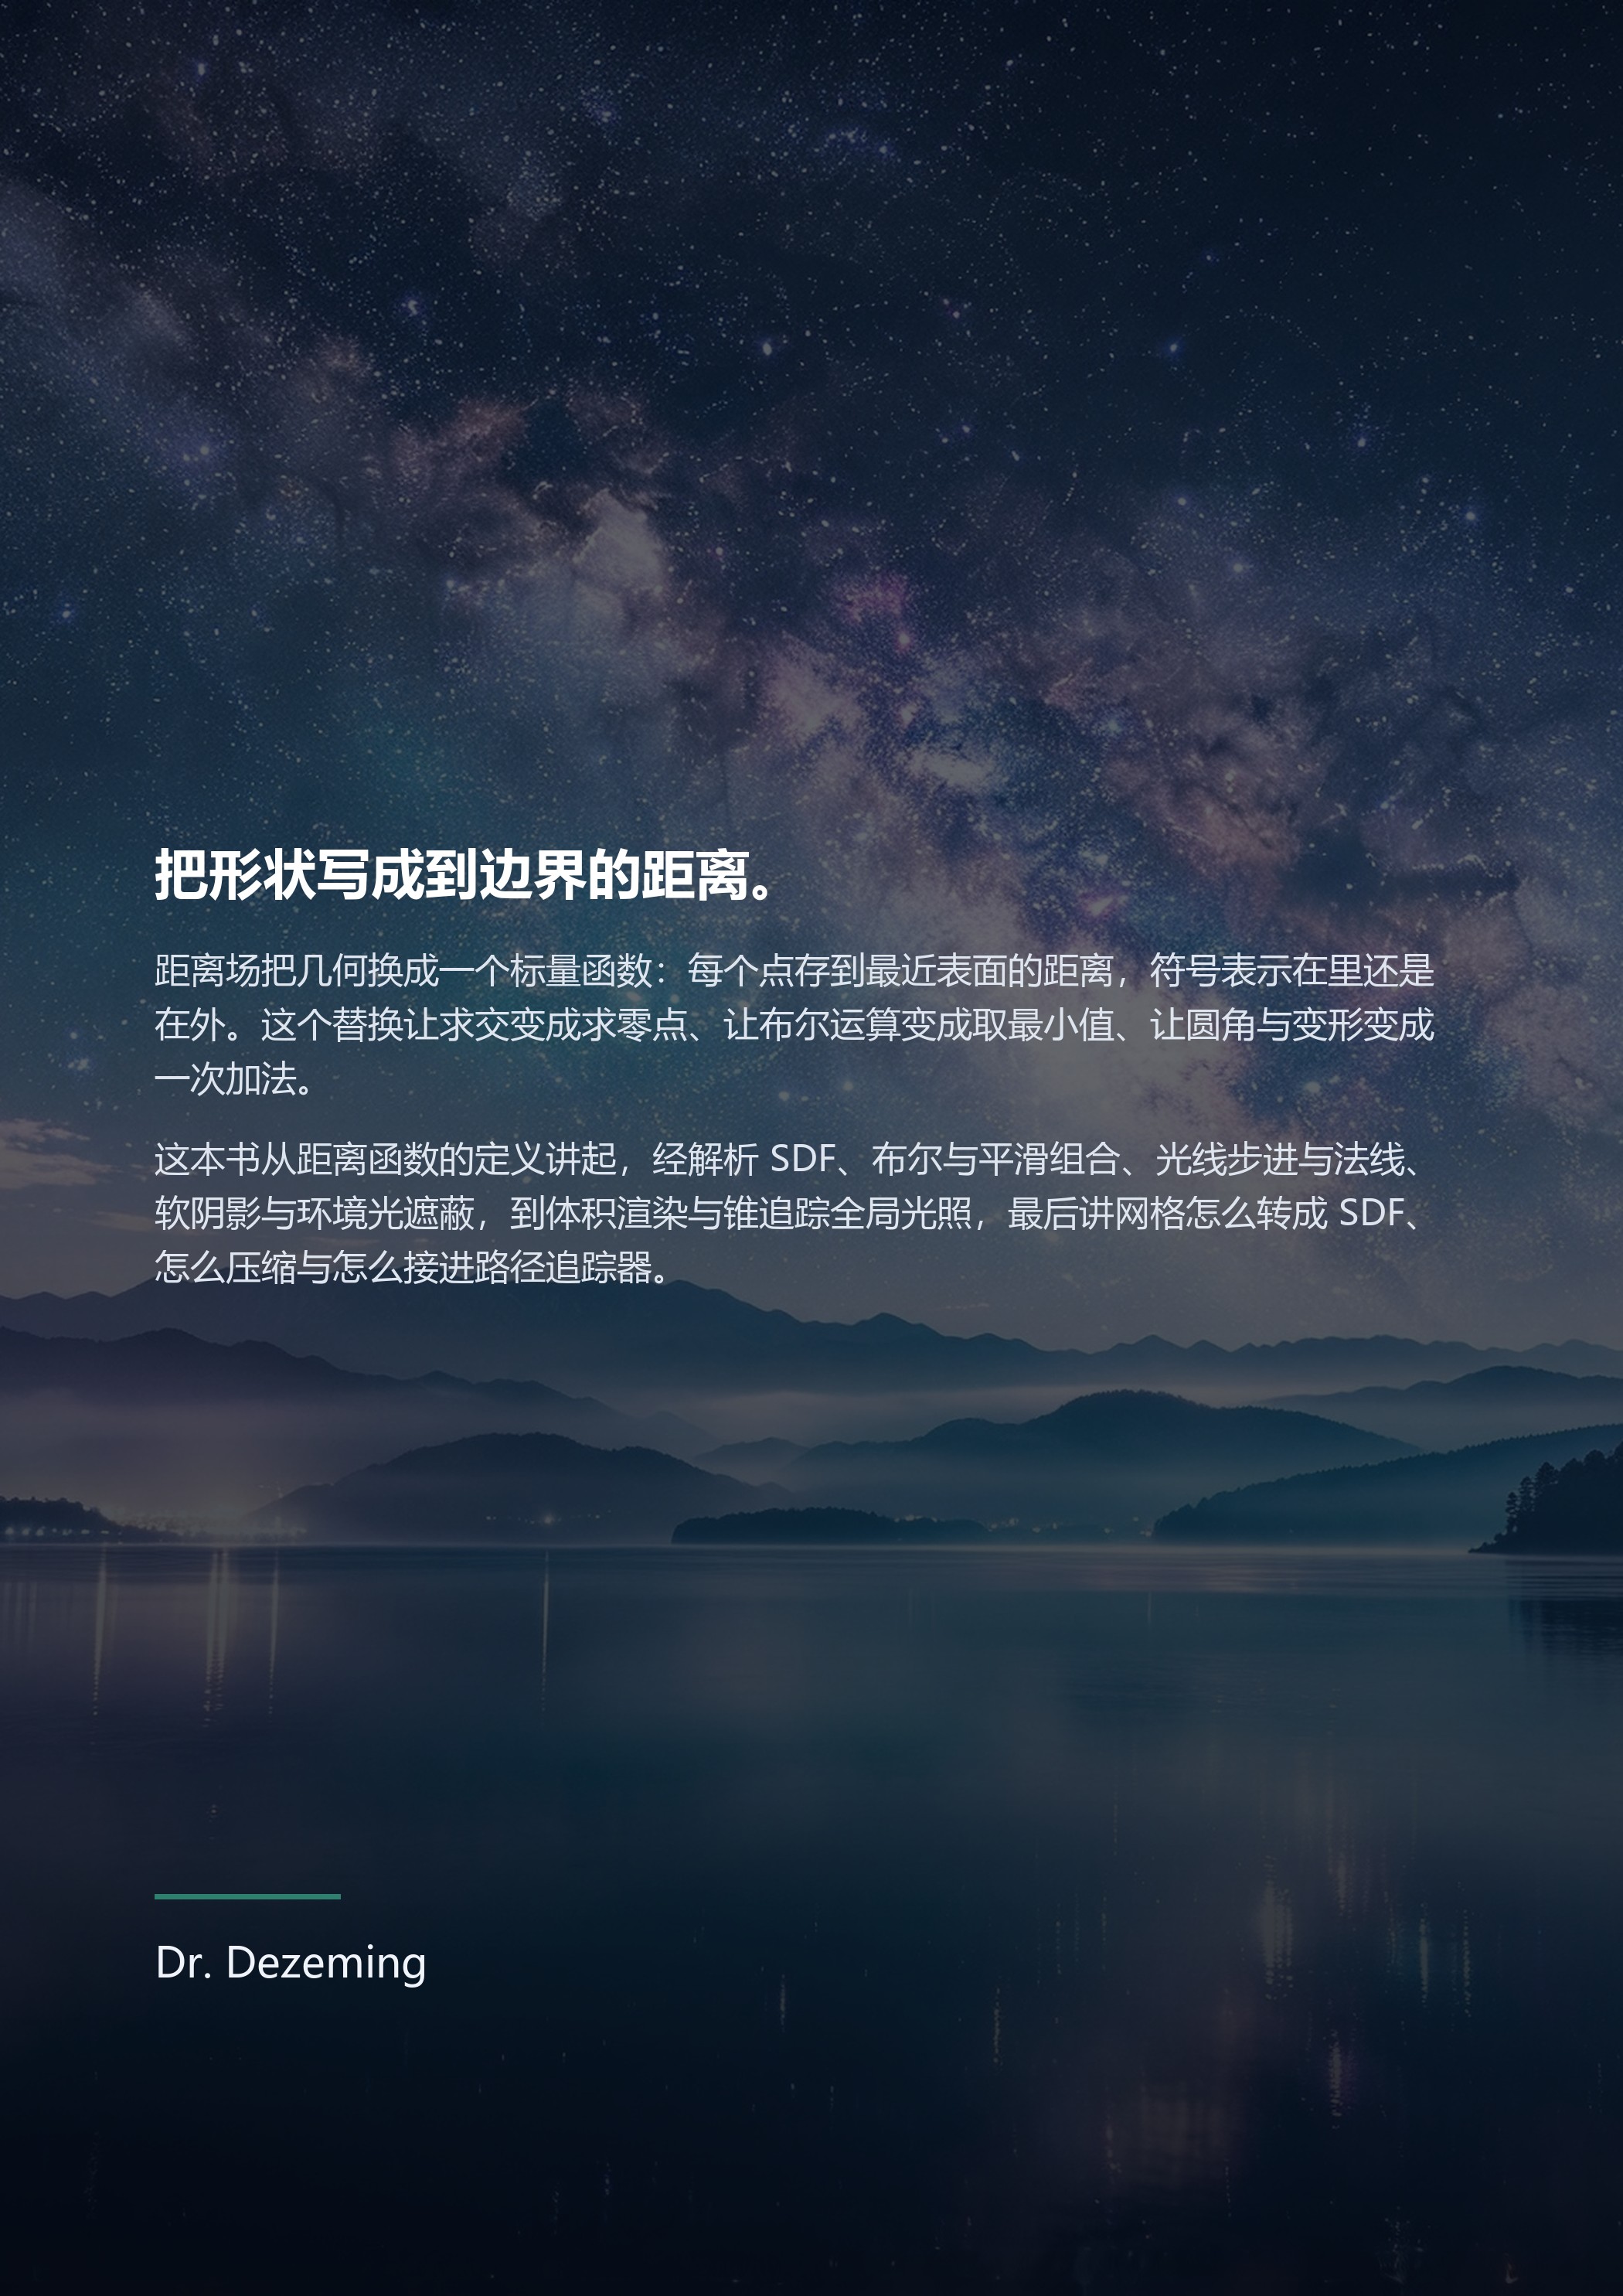 把形状写成到边界的距离。
距离场把几何换成一个标量函数：每个点存到最近表面的距离，符号表示在里还是
在外。这个替换让求交变成求零点、让布尔运算变成取最小值、让圆角与变形变成
一次加法。
这本书从距离函数的定义讲起，经解析 SDF、布尔与平滑组合、光线步进与法线、
软阴影与环境光遮蔽，到体积渲染与锥追踪全局光照，最后讲网格怎么转成 SDF、
怎么压缩与怎么接进路径追踪器。
Dr. Dezeming